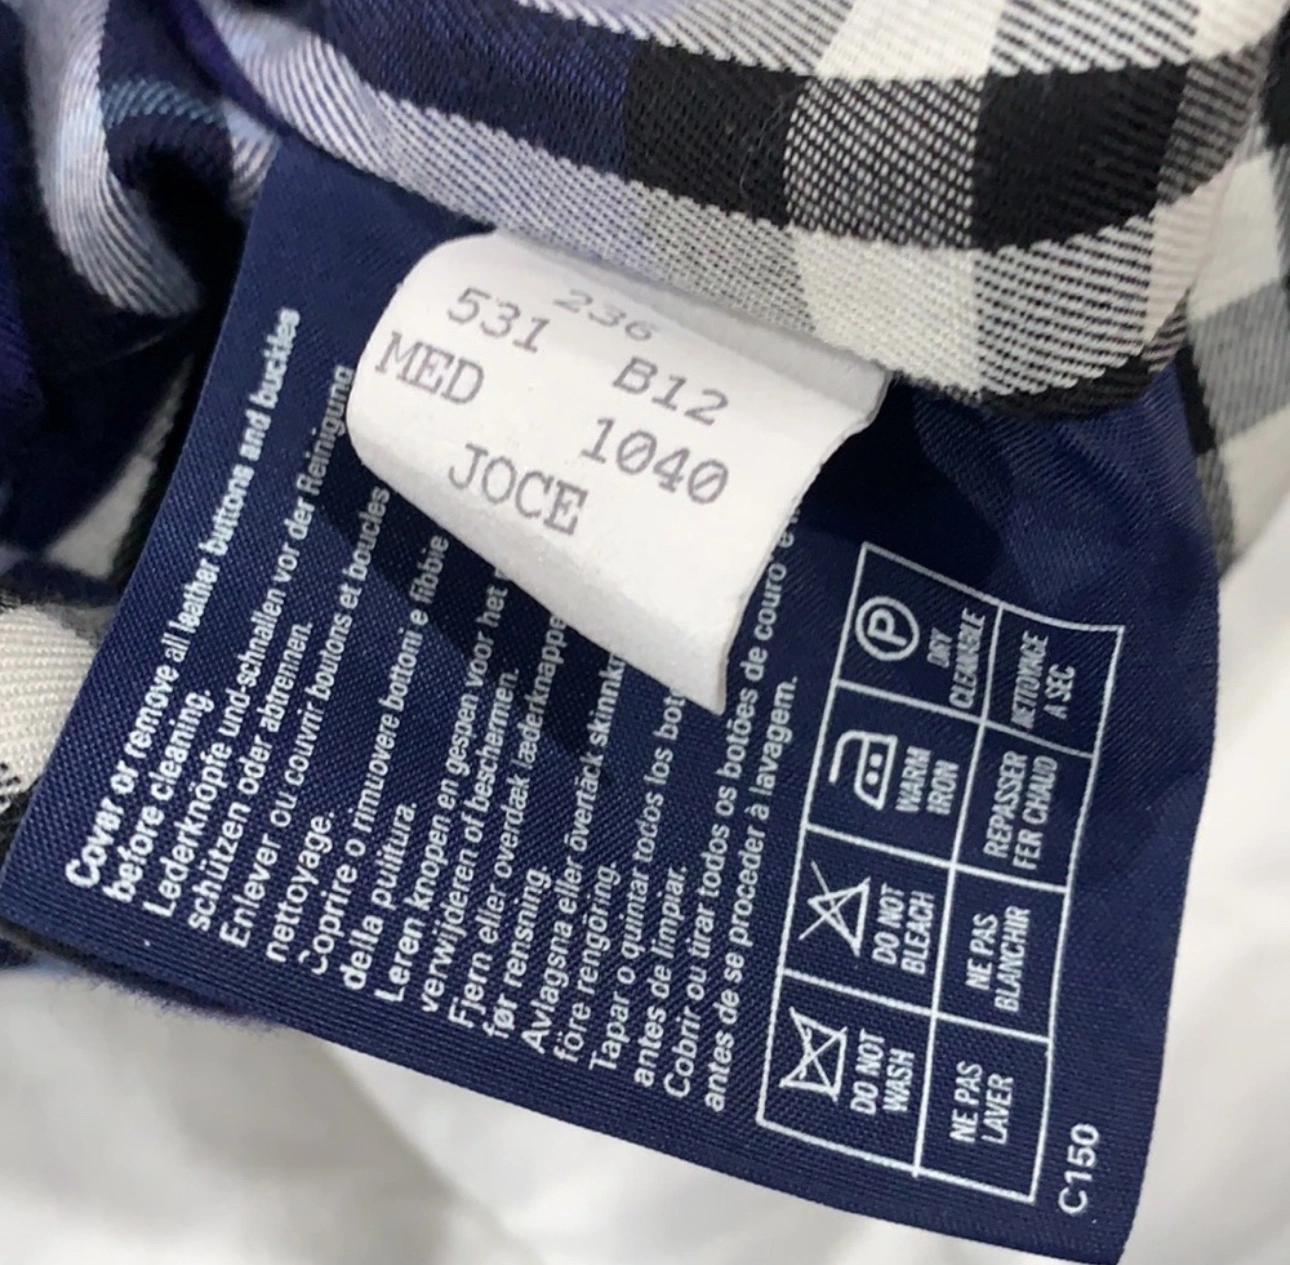 236
531 B12
MED 1040
JOCE
Cover or remove all leather buttons and buckles
before cleaning.
Lederknöpfe und-schnallen vor der Reinigung
schützen oder abtrennen.
Enlever ou couvrir boutons et boucles
nettoyage.
Coprire o rimuovere bottoni e fibbie
della pulitura.
Leren knopen en gespen voor het
verwijderen of beschermen.
Fjern eller overdæk læderknappe
før rensning.
Avlagsna eller övertäck skinnk
före rengöring.
Tapar o quintar todos los bot
antes de limpar.
Cobrir ou tirar todos os botões de couro e
antes de se proceder à lavagem.
DO NOT
WASH
DO NOT
BLEACH
WARM
IRON
P
DRY
CLEANABLE
NE PAS
LAVER
NE PAS
BLANCHIR
REPASSER
FER CHAUD
NETTOYAGE
A SEC
C150